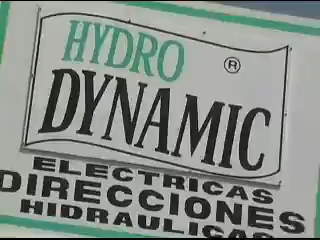 HYDRO ®
DYNAMIC
ELECTRICAS
DIRECCIONES
HIDRAULICAS